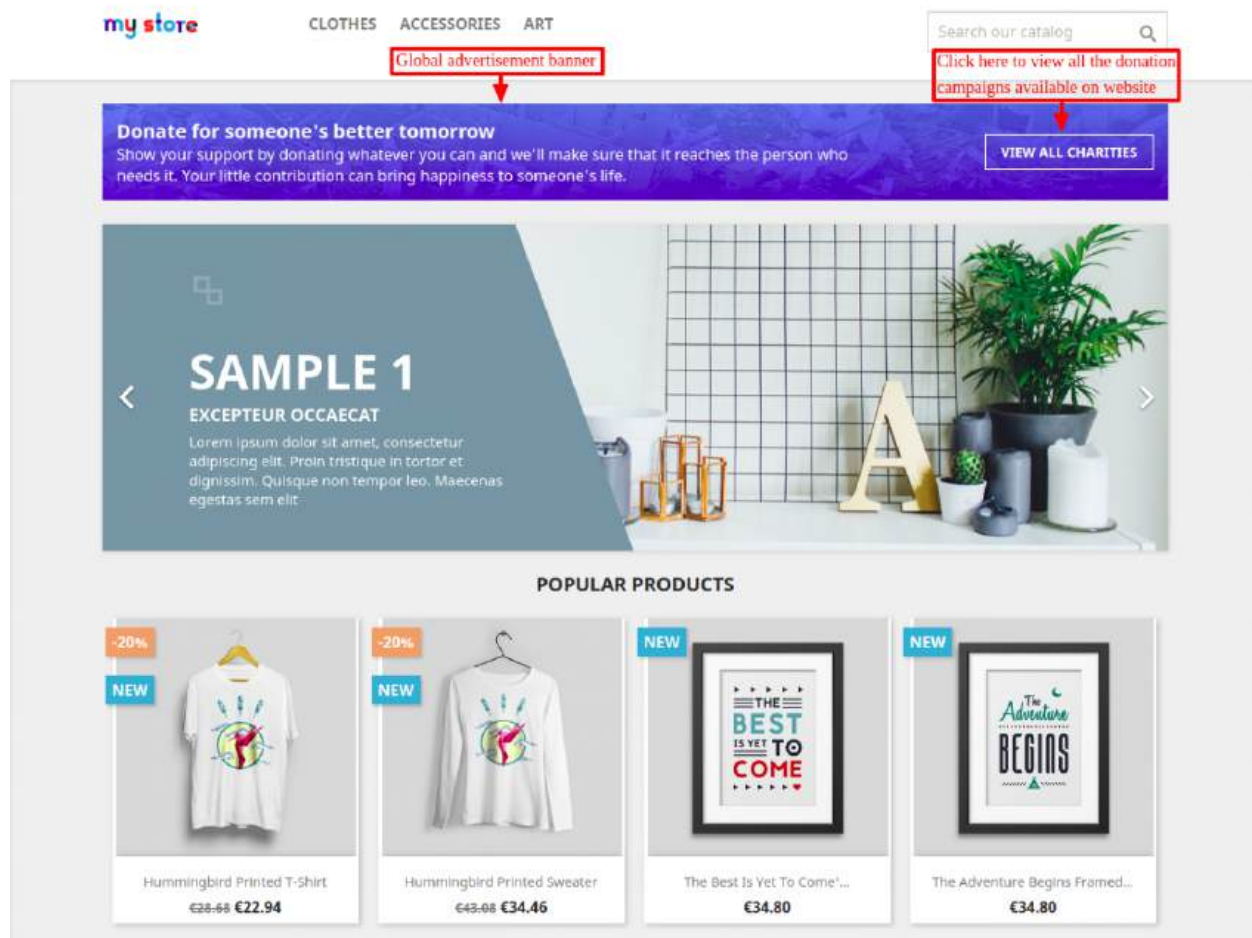 my store
CLOTHES ACCESSORIES ART
Search our catalog
Global advertisement banner
Click here to view all the donation
campaigns available on website
Donate for someone's better tomorrow
Show your support by donating whatever you can and we'll make sure that it reaches the person who
needs it. Your little contribution can bring happiness to someone's life.
VIEW ALL CHARITIES
SAMPLE 1
EXCEPTEUR OCCAECAT
Lorem ipsum dolor sit amet, consectetur
adipiscing elit. Proin tristique in tortor et
dignissim. Quisque non tempor leo. Maecenas
egestas sem elit
A
POPULAR PRODUCTS
-20%
NEW
Hummingbird Printed T-Shirt
€28.68 €22.94
-20%
NEW
Hummingbird Printed Sweater
€43.08 €34.46
NEW
THE
BEST
IS YET TO
COME
The Best Is Yet To Come'...
€34.80
NEW
The
Adventure
BEGINS
The Adventure Begins Framed...
€34.80